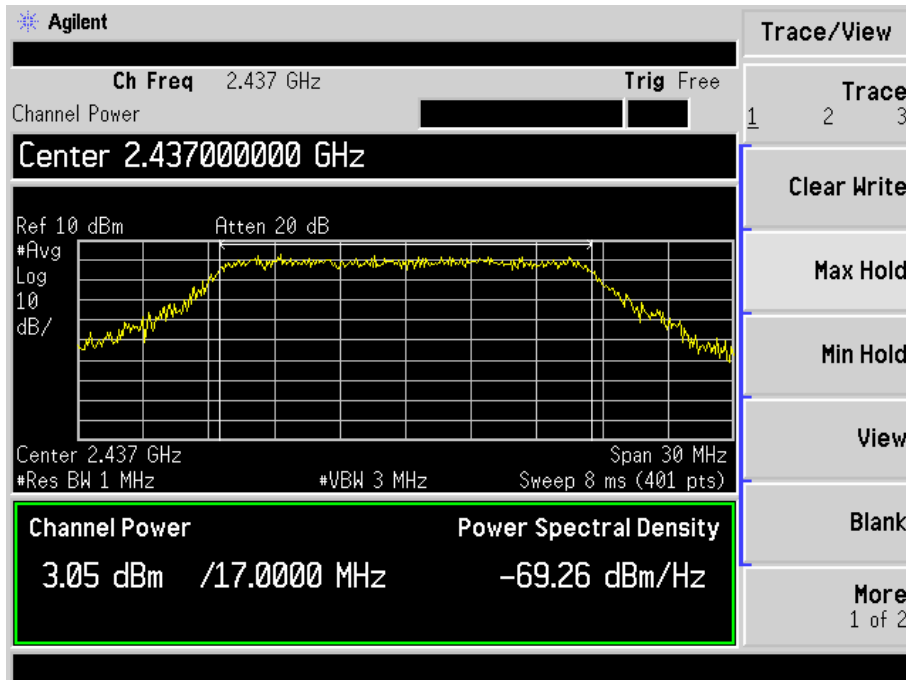 Agilent
Trace/View
Ch Freq 2.437 GHz Trig Free
Channel Power
Trace
1 2 3
Center 2.437000000 GHz
Clear Write
Ref 10 dBm Atten 20 dB
#Avg
Log
10
dB/
Max Hold
Min Hold
View
Center 2.437 GHz Span 30 MHz
#Res BW 1 MHz #VBW 3 MHz Sweep 8 ms (401 pts)
Channel Power Power Spectral Density
Blank
3.05 dBm /17.0000 MHz -69.26 dBm/Hz
More
1 of 2